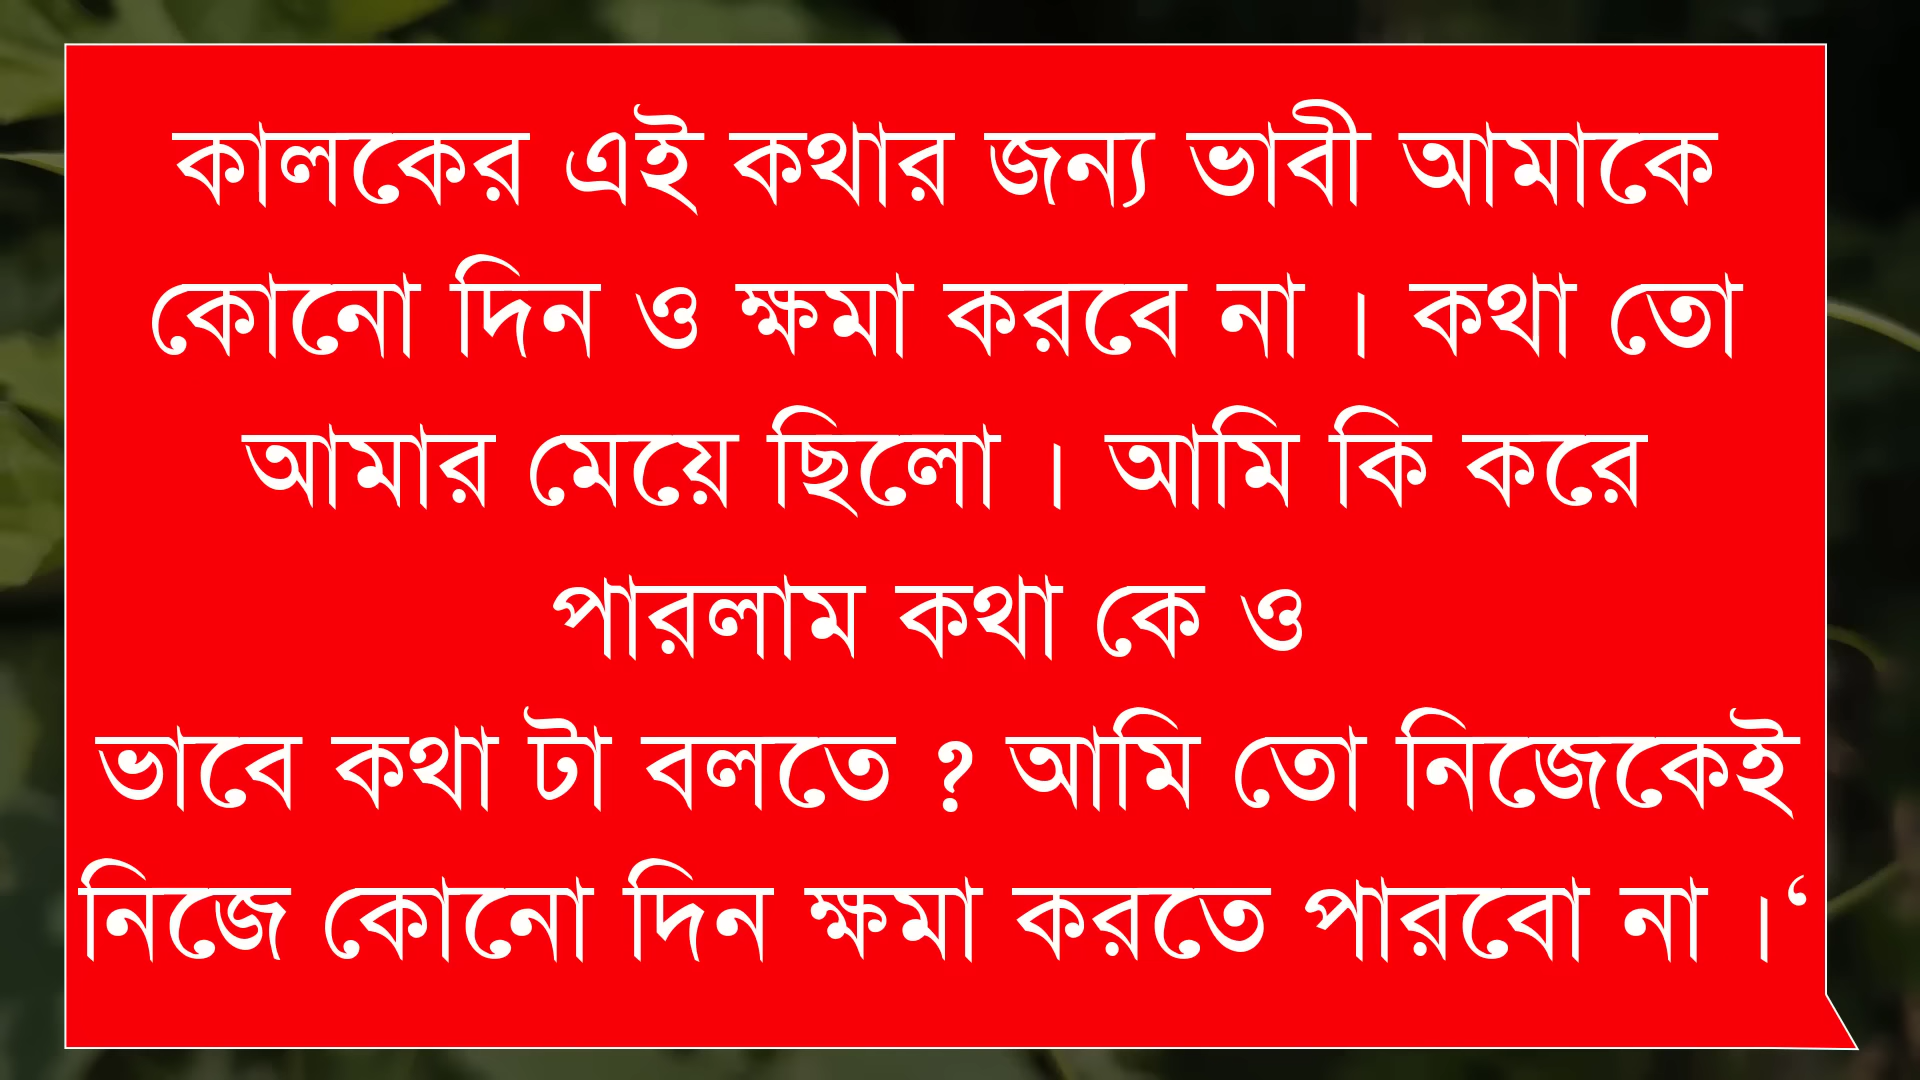 কালকের এই কথার জন্য ভাবী আমাকে
কোনো দিন ও ক্ষমা করবে না । কথা তো
আমার মেয়ে ছিলো । আমি কি করে
পারলাম কথা কে ও
ভাবে কথা টা বলতে ? আমি তো নিজেকেই
নিজে কোনো দিন ক্ষমা করতে পারবো না ।‘